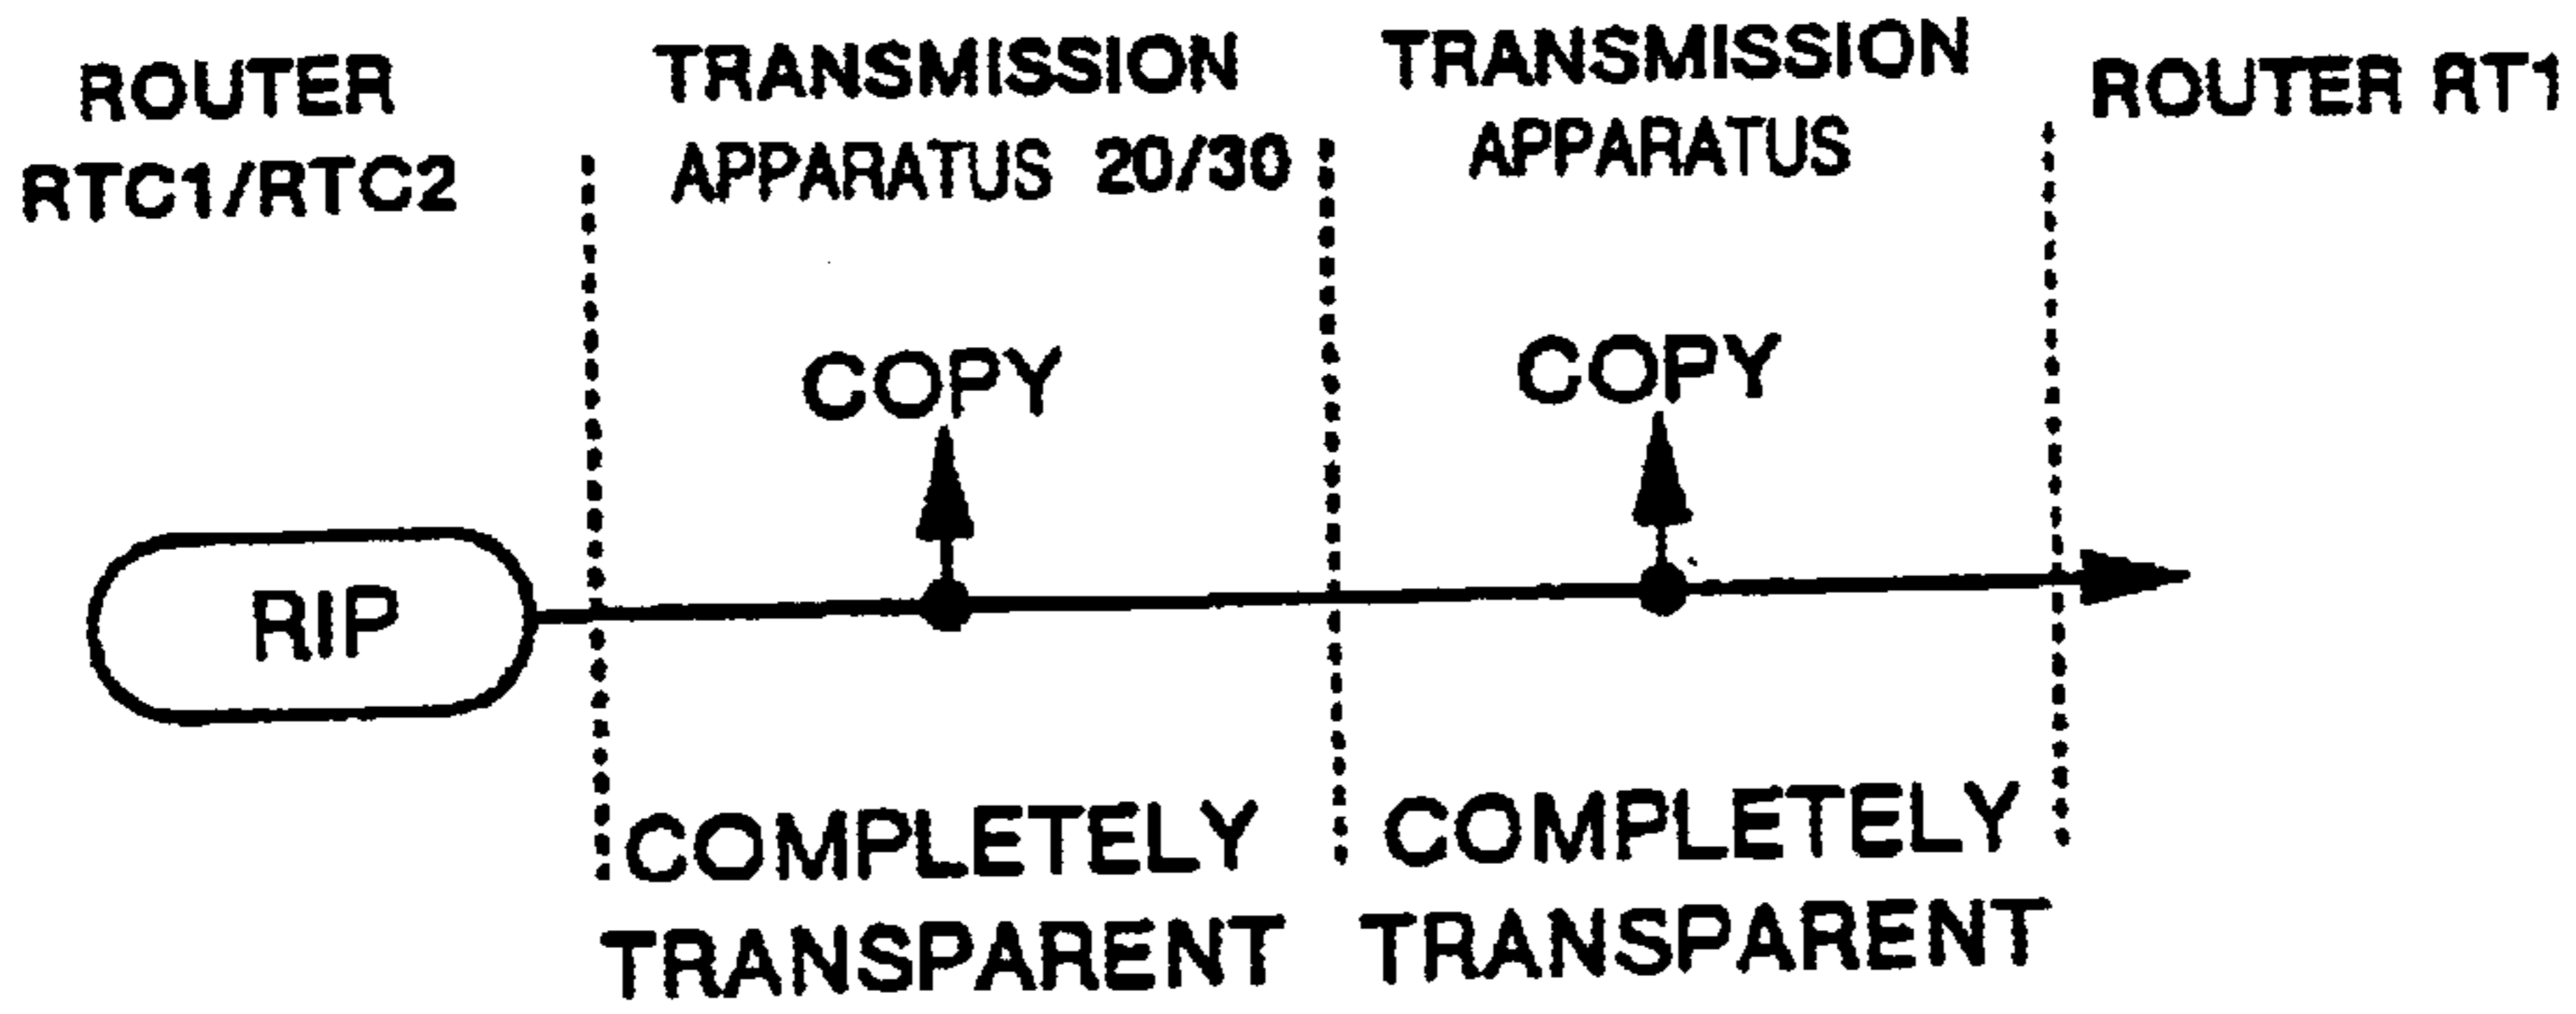 ROUTER
RTC1/RTC2
TRANSMISSION
APPARATUS 20/30
TRANSMISSION
APPARATUS
ROUTER RT1
COPY
COPY
RIP
COMPLETELY
TRANSPARENT
COMPLETELY
TRANSPARENT